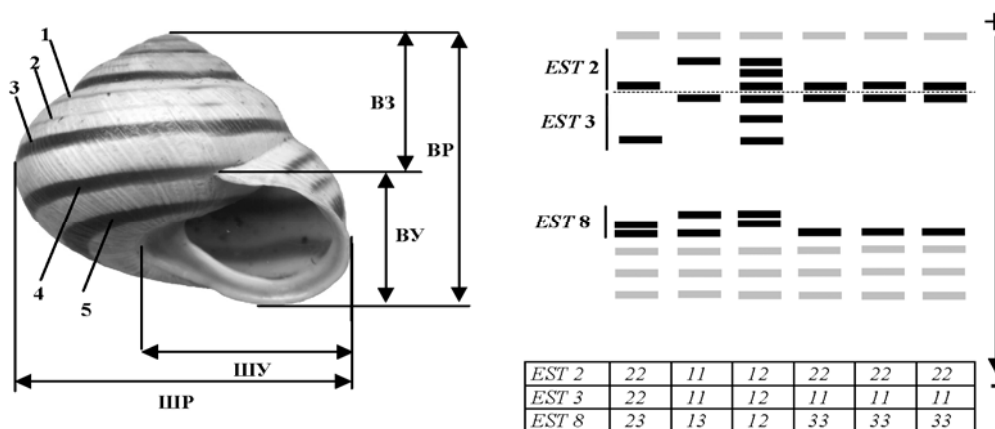 1
2
3
4
5
ВЗ
ВР
ВУ
ШУ
ШР
+
EST 2
EST 3
EST 8
–
EST 2 22 11 12 22 22 22
EST 3 22 11 12 11 11 11
EST 8 23 13 12 33 33 33